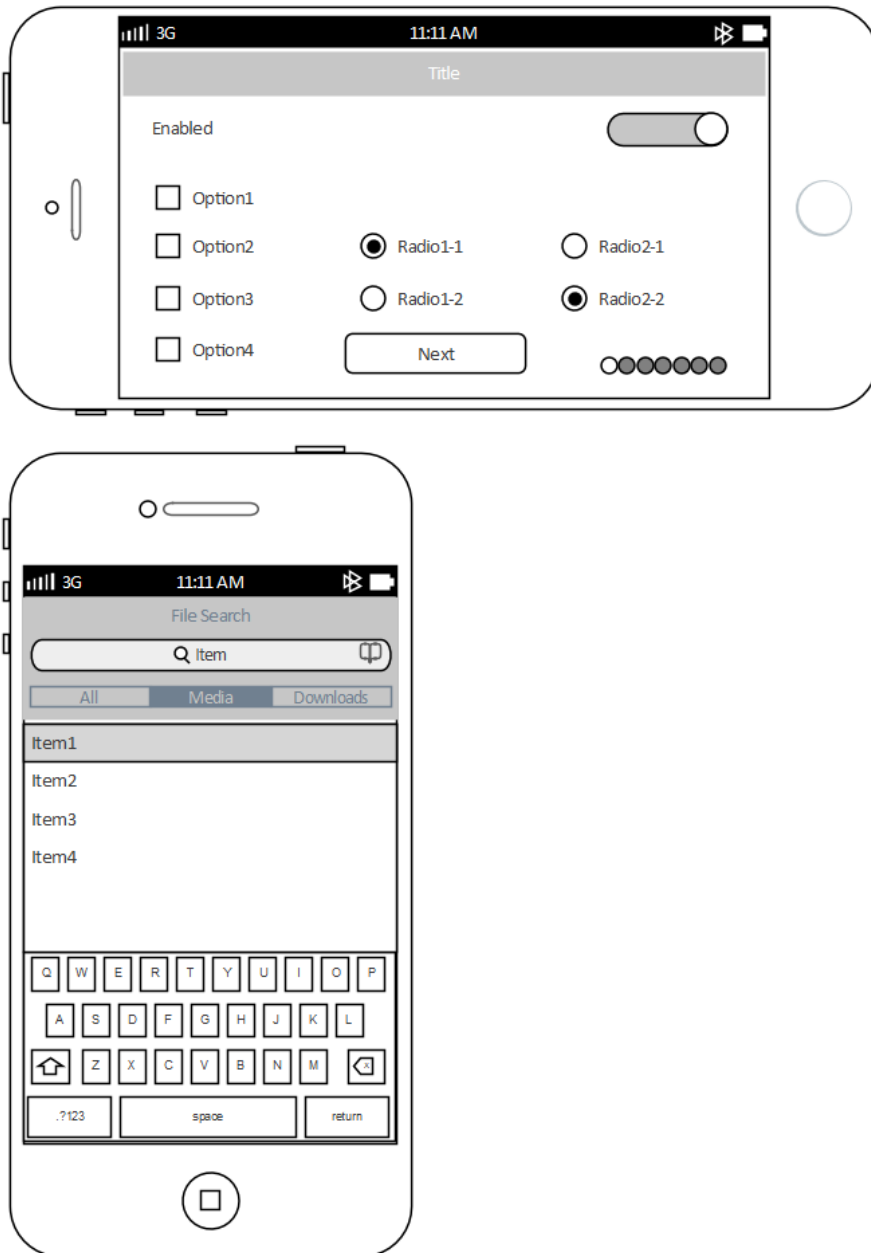 3G 11:11 AM
Title
Enabled
Option1
Option2 Radio1-1 Radio2-1
Option3 Radio1-2 Radio2-2
Option4 Next
3G 11:11 AM
File Search
Item
All Media Downloads
Item1
Item2
Item3
Item4
Q W E R T Y U I O P
A S D F G H J K L
Z X C V B N M X
.?123 space return